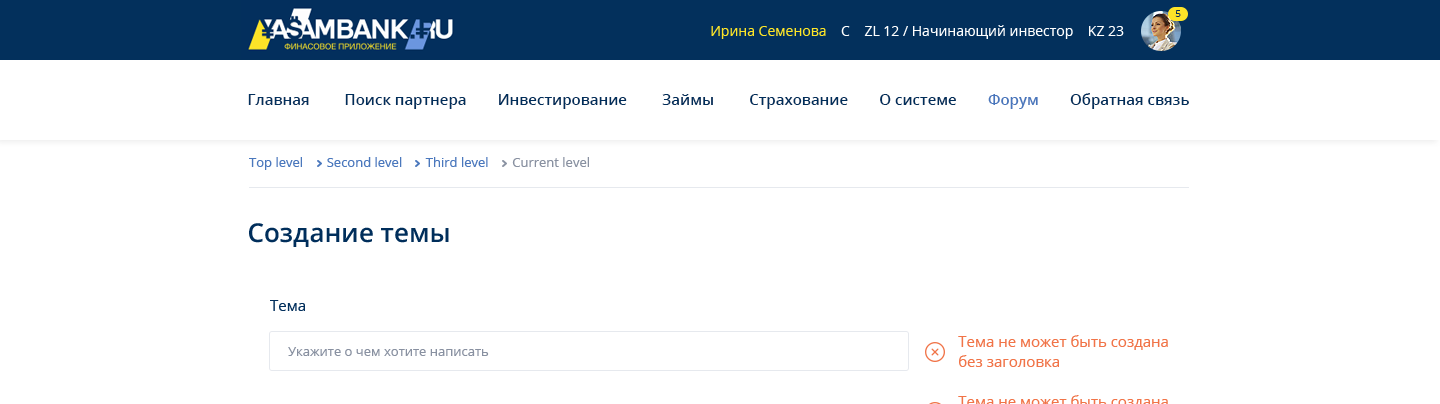 YASAMBANK.RU
ФИНАСОВОЕ ПРИЛОЖЕНИЕ
Ирина Семенова С ZL 12 / Начинающий инвестор KZ 23 5
Главная Поиск партнера Инвестирование Займы Страхование О системе Форум Обратная связь
Top level Second level Third level Current level
Создание темы
Тема
Укажите о чем хотите написать
Тема не может быть создана
без заголовка
Тема не может быть создана